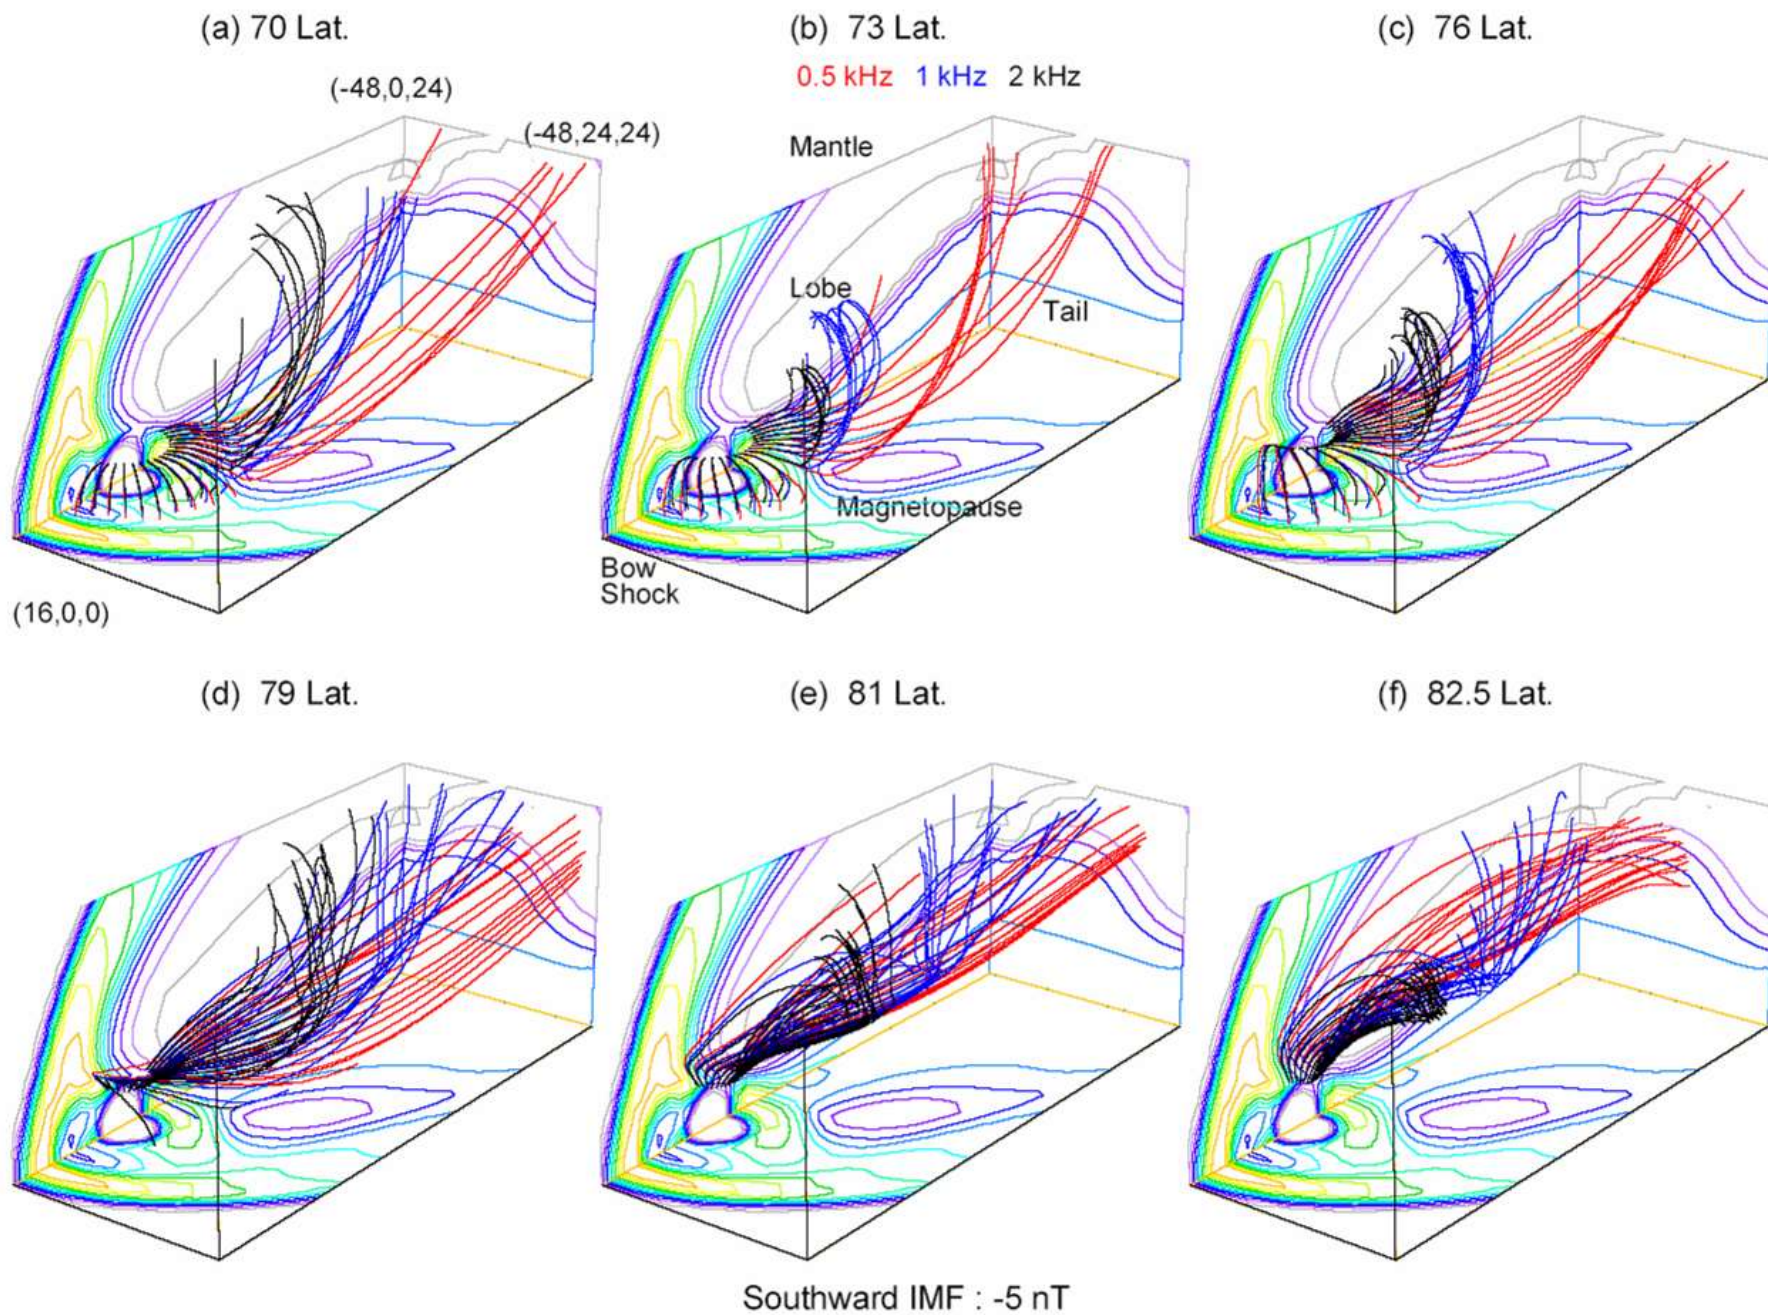 (a) 70 Lat.
(b) 73 Lat.
(c) 76 Lat.
0.5 kHz 1 kHz 2 kHz
(-48,0,24)
(-48,24,24)
Mantle
Lobe
Tail
Magnetopause
Bow
Shock
(16,0,0)
(d) 79 Lat.
(e) 81 Lat.
(f) 82.5 Lat.
Southward IMF : -5 nT